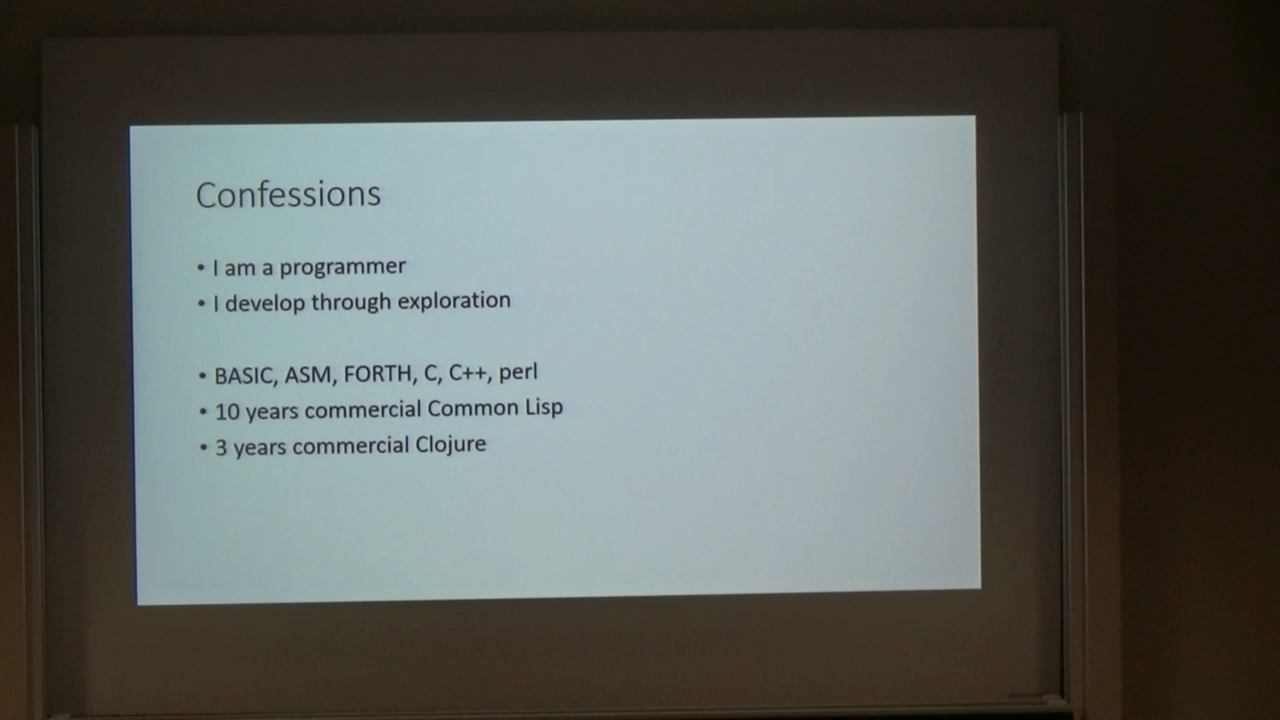 Confessions
• I am a programmer
• I develop through exploration
• BASIC, ASM, FORTH, C, C++, perl
• 10 years commercial Common Lisp
• 3 years commercial Clojure